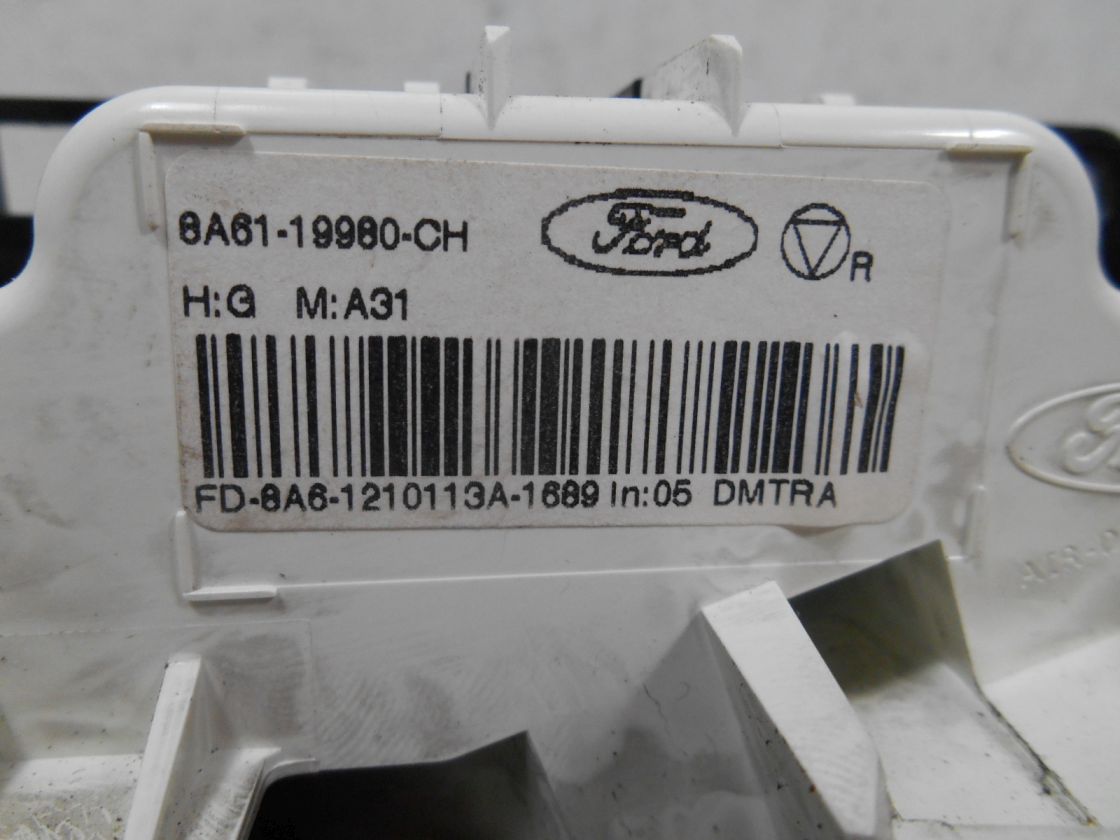 8A61-19980-CH
Ford
R
H:G M:A31
FD-8A6-1210113A-1689 In:05 DMTRA